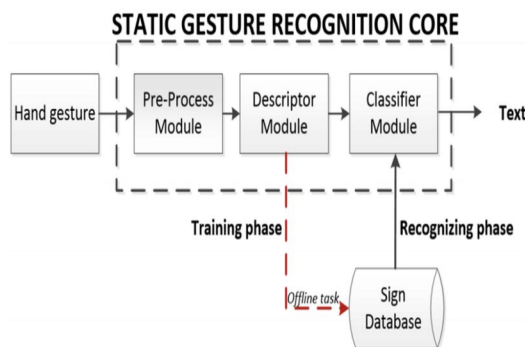 STATIC GESTURE RECOGNITION CORE
Hand gesture
Pre-Process
Module
Descriptor
Module
Classifier
Module
Text
Training phase
Recognizing phase
Offline task
Sign
Database